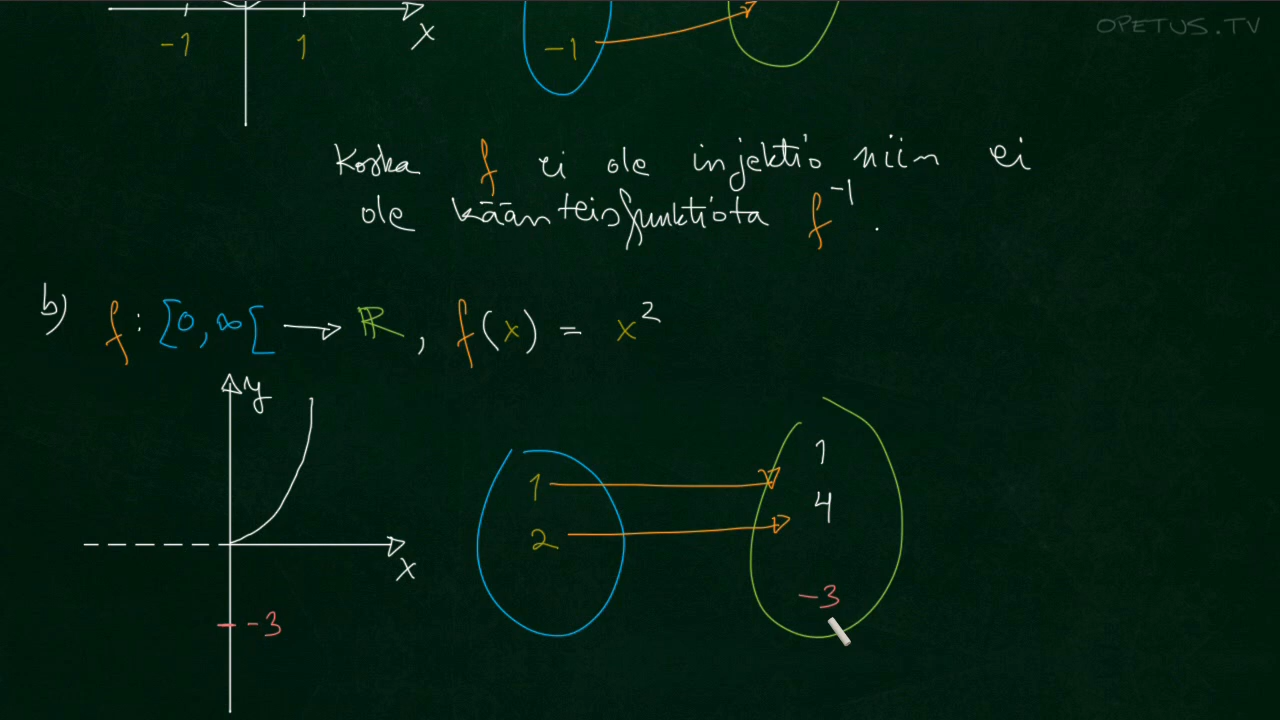 OPETUS.TV
x
-1 1 -1
Koska f ei ole injektio niin ei
ole käänteisfunktiota f⁻¹.
b) f: [0,∞[ → ℝ, f(x) = x²
y
1
1
4
2
x
-3
-3